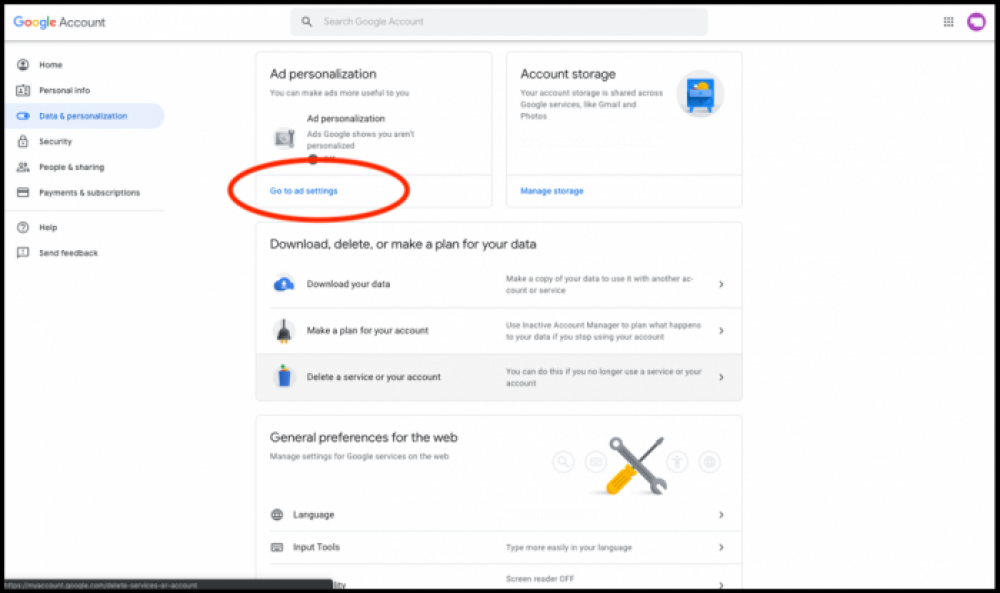 Google Account
Search Google Account
Home
Personal info
Data & personalization
Security
People & sharing
Payments & subscriptions
Help
Send feedback
Ad personalization
You can make ads more useful to you
Ad personalization
Ads Google shows you aren't
personalized
Go to ad settings
Account storage
Your account storage is shared across
Google services, like Gmail and
Photos
Manage storage
Download, delete, or make a plan for your data
Download your data
Make a copy of your data to use it with another ac-
count or service
Make a plan for your account
Use Inactive Account Manager to plan what happens
to your data if you stop using your account
Delete a service or your account
You can do this if you no longer use a service or your
account
General preferences for the web
Manage settings for Google services on the web
Language
Input Tools
Type more easily in your language
Screen reader OFF
https://myaccount.google.com/delete-services-or-account